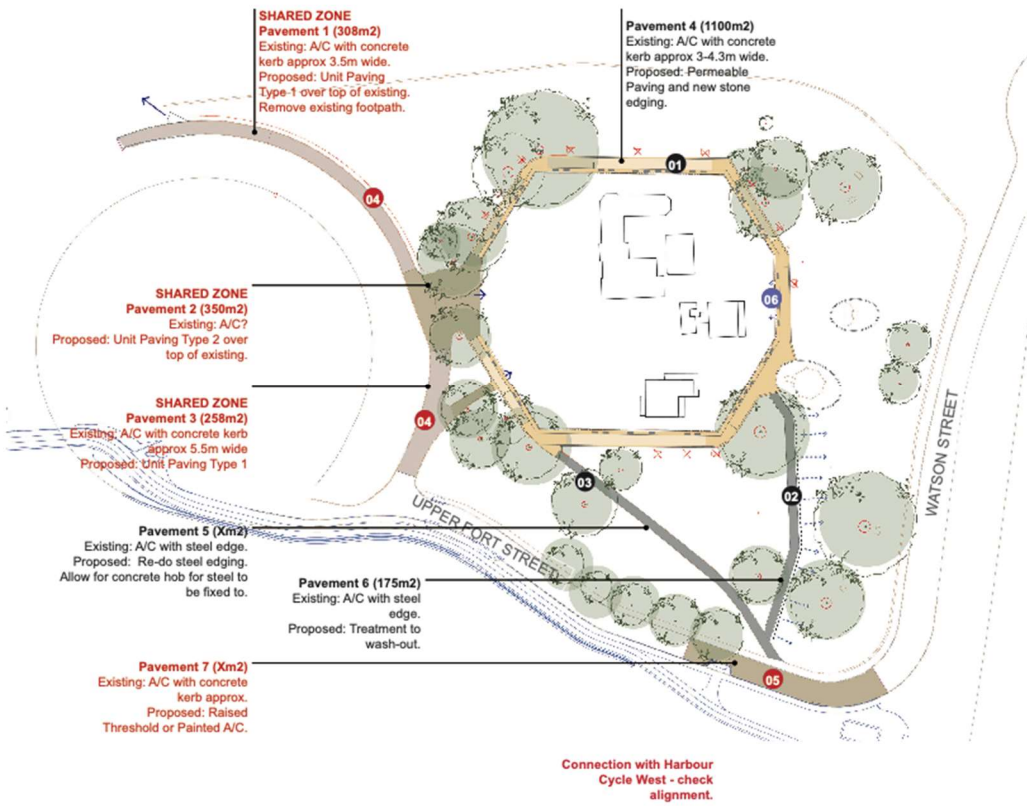 SHARED ZONE
Pavement 1 (308m2)
Existing: A/C with concrete
kerb approx 3.5m wide.
Proposed: Unit Paving
Type 1 over top of existing.
Remove existing footpath.
Pavement 4 (1100m2)
Existing: A/C with concrete
kerb approx 3-4.3m wide.
Proposed: Permeable
Paving and new stone
edging.
01
04
06
SHARED ZONE
Pavement 2 (350m2)
Existing: A/C?
Proposed: Unit Paving Type 2 over
top of existing.
SHARED ZONE
Pavement 3 (258m2)
Existing: A/C with concrete kerb
approx 5.5m wide
Proposed: Unit Paving Type 1
04
03
02
WATSON STREET
UPPER FORT STREET
Pavement 5 (Xm2)
Existing: A/C with steel edge.
Proposed: Re-do steel edging.
Allow for concrete hob for steel to
be fixed to.
Pavement 6 (175m2)
Existing: A/C with steel
edge.
Proposed: Treatment to
wash-out.
Pavement 7 (Xm2)
Existing: A/C with concrete
kerb approx.
Proposed: Raised
Threshold or Painted A/C.
05
Connection with Harbour
Cycle West - check
alignment.